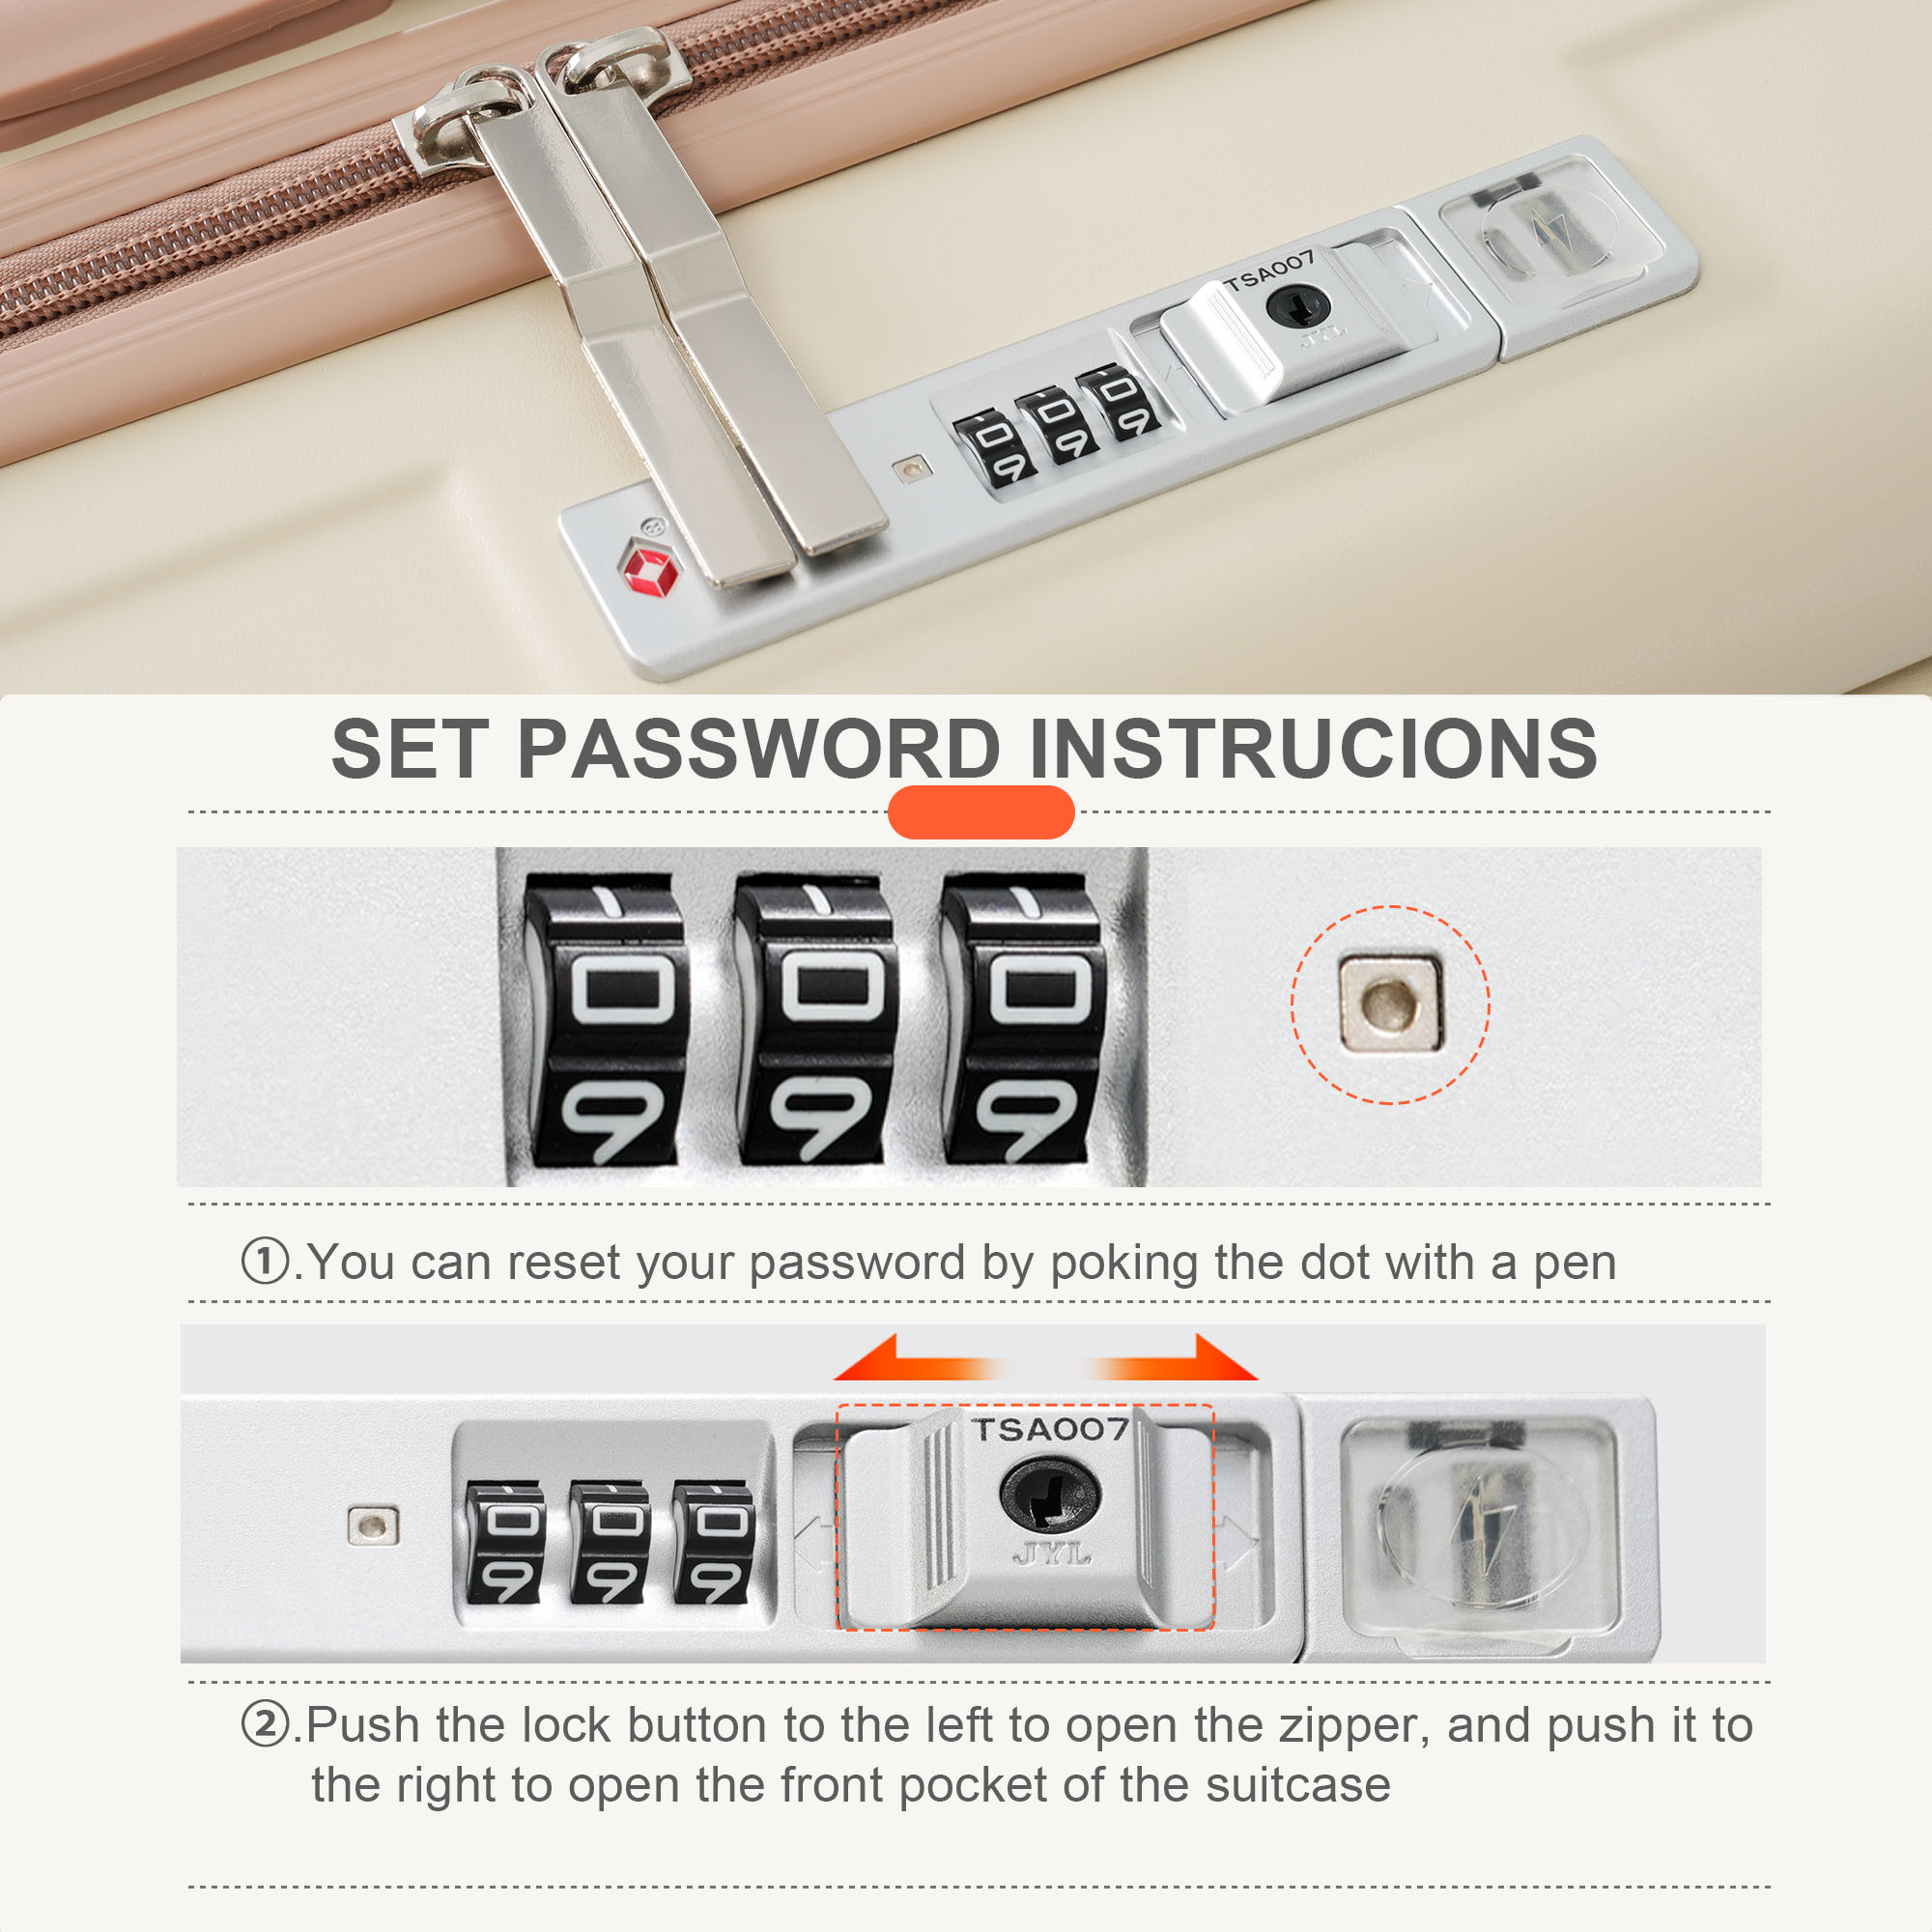 TSA007
JYL
0 0 0
9 9 9
®
SET PASSWORD INSTRUCIONS
0 0 0
9 9 9
①.You can reset your password by poking the dot with a pen
TSA007
JYL
0 0 0
9 9 9
②.Push the lock button to the left to open the zipper, and push it to
the right to open the front pocket of the suitcase